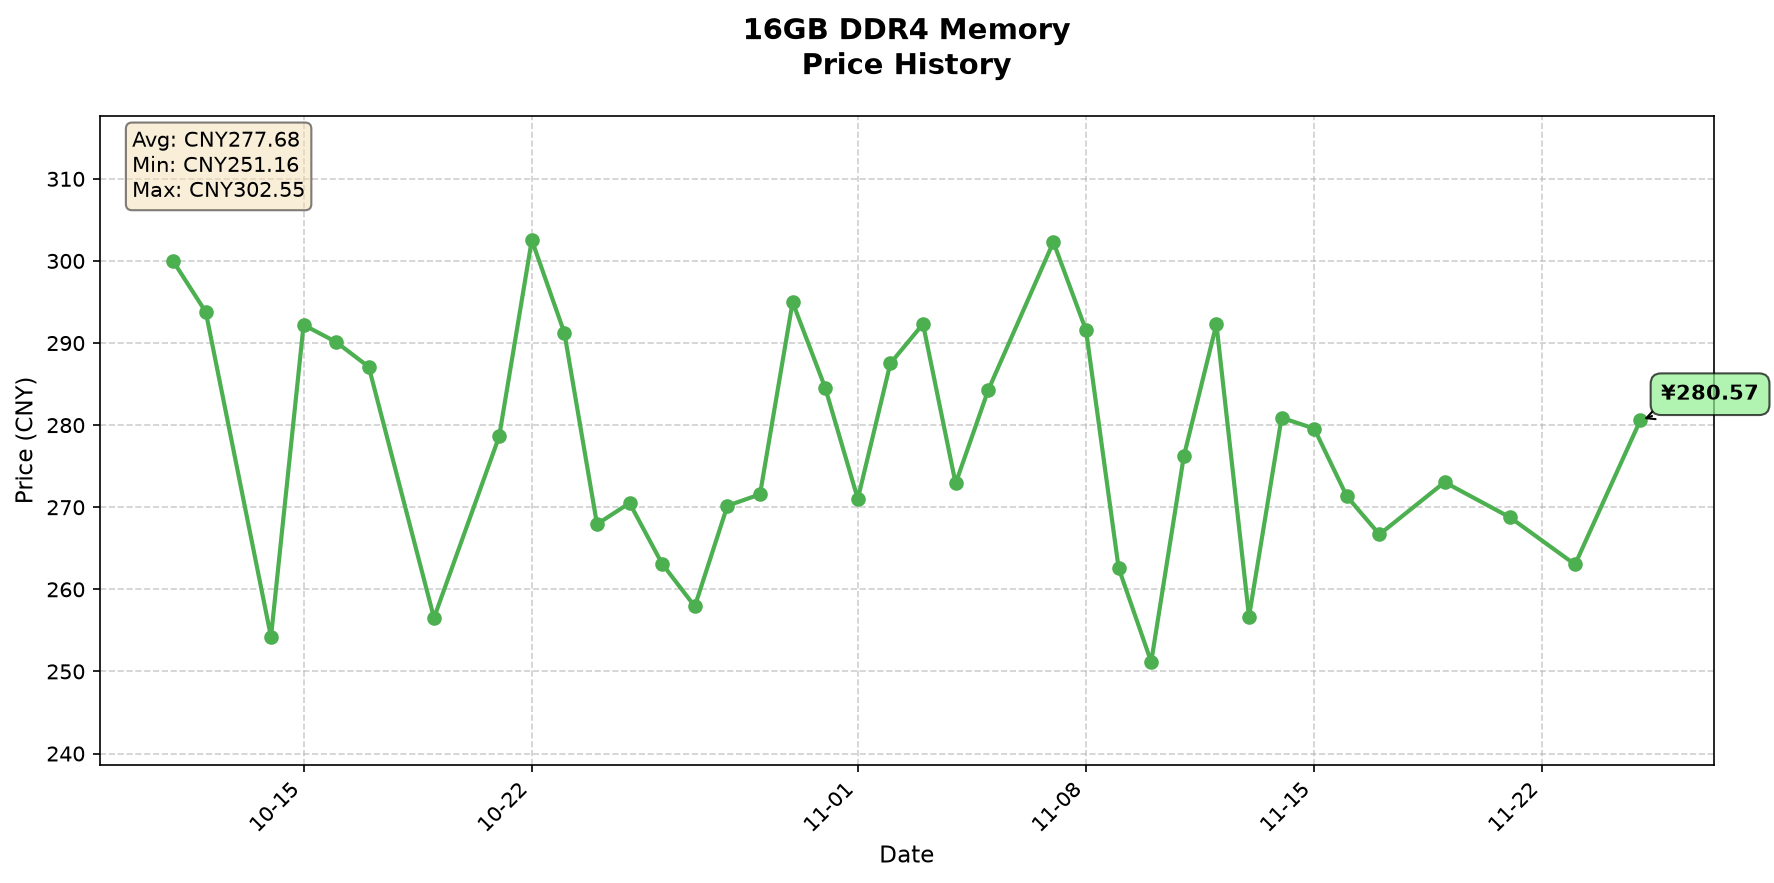 16GB DDR4 Memory
Price History
Avg: CNY277.68
Min: CNY251.16
Max: CNY302.55
310
300
290
280
270
260
250
240
Price (CNY)
¥280.57
10-15
10-22
11-01
11-08
11-15
11-22
Date